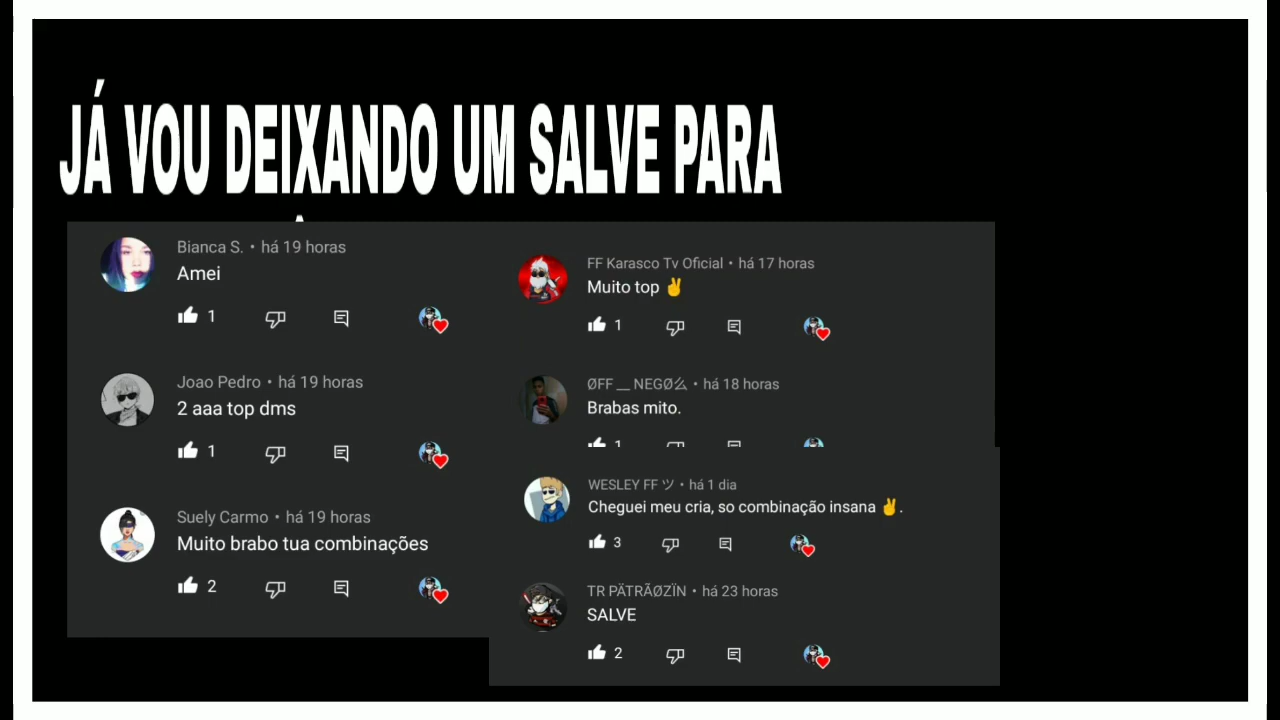 JÁ VOU DEIXANDO UM SALVE PARA
Bianca S. • há 19 horas
Amei
1
Joao Pedro • há 19 horas
2 aaa top dms
1
Suely Carmo • há 19 horas
Muito brabo tua combinações
2
FF Karasco Tv Oficial • há 17 horas
Muito top ✌
1
ØFF __ NEGØ么 • há 18 horas
Brabas mito.
1
WESLEY FF ツ • há 1 dia
Cheguei meu cria, so combinação insana ✌.
3
TR PÄTRÃØZÏN • há 23 horas
SALVE
2